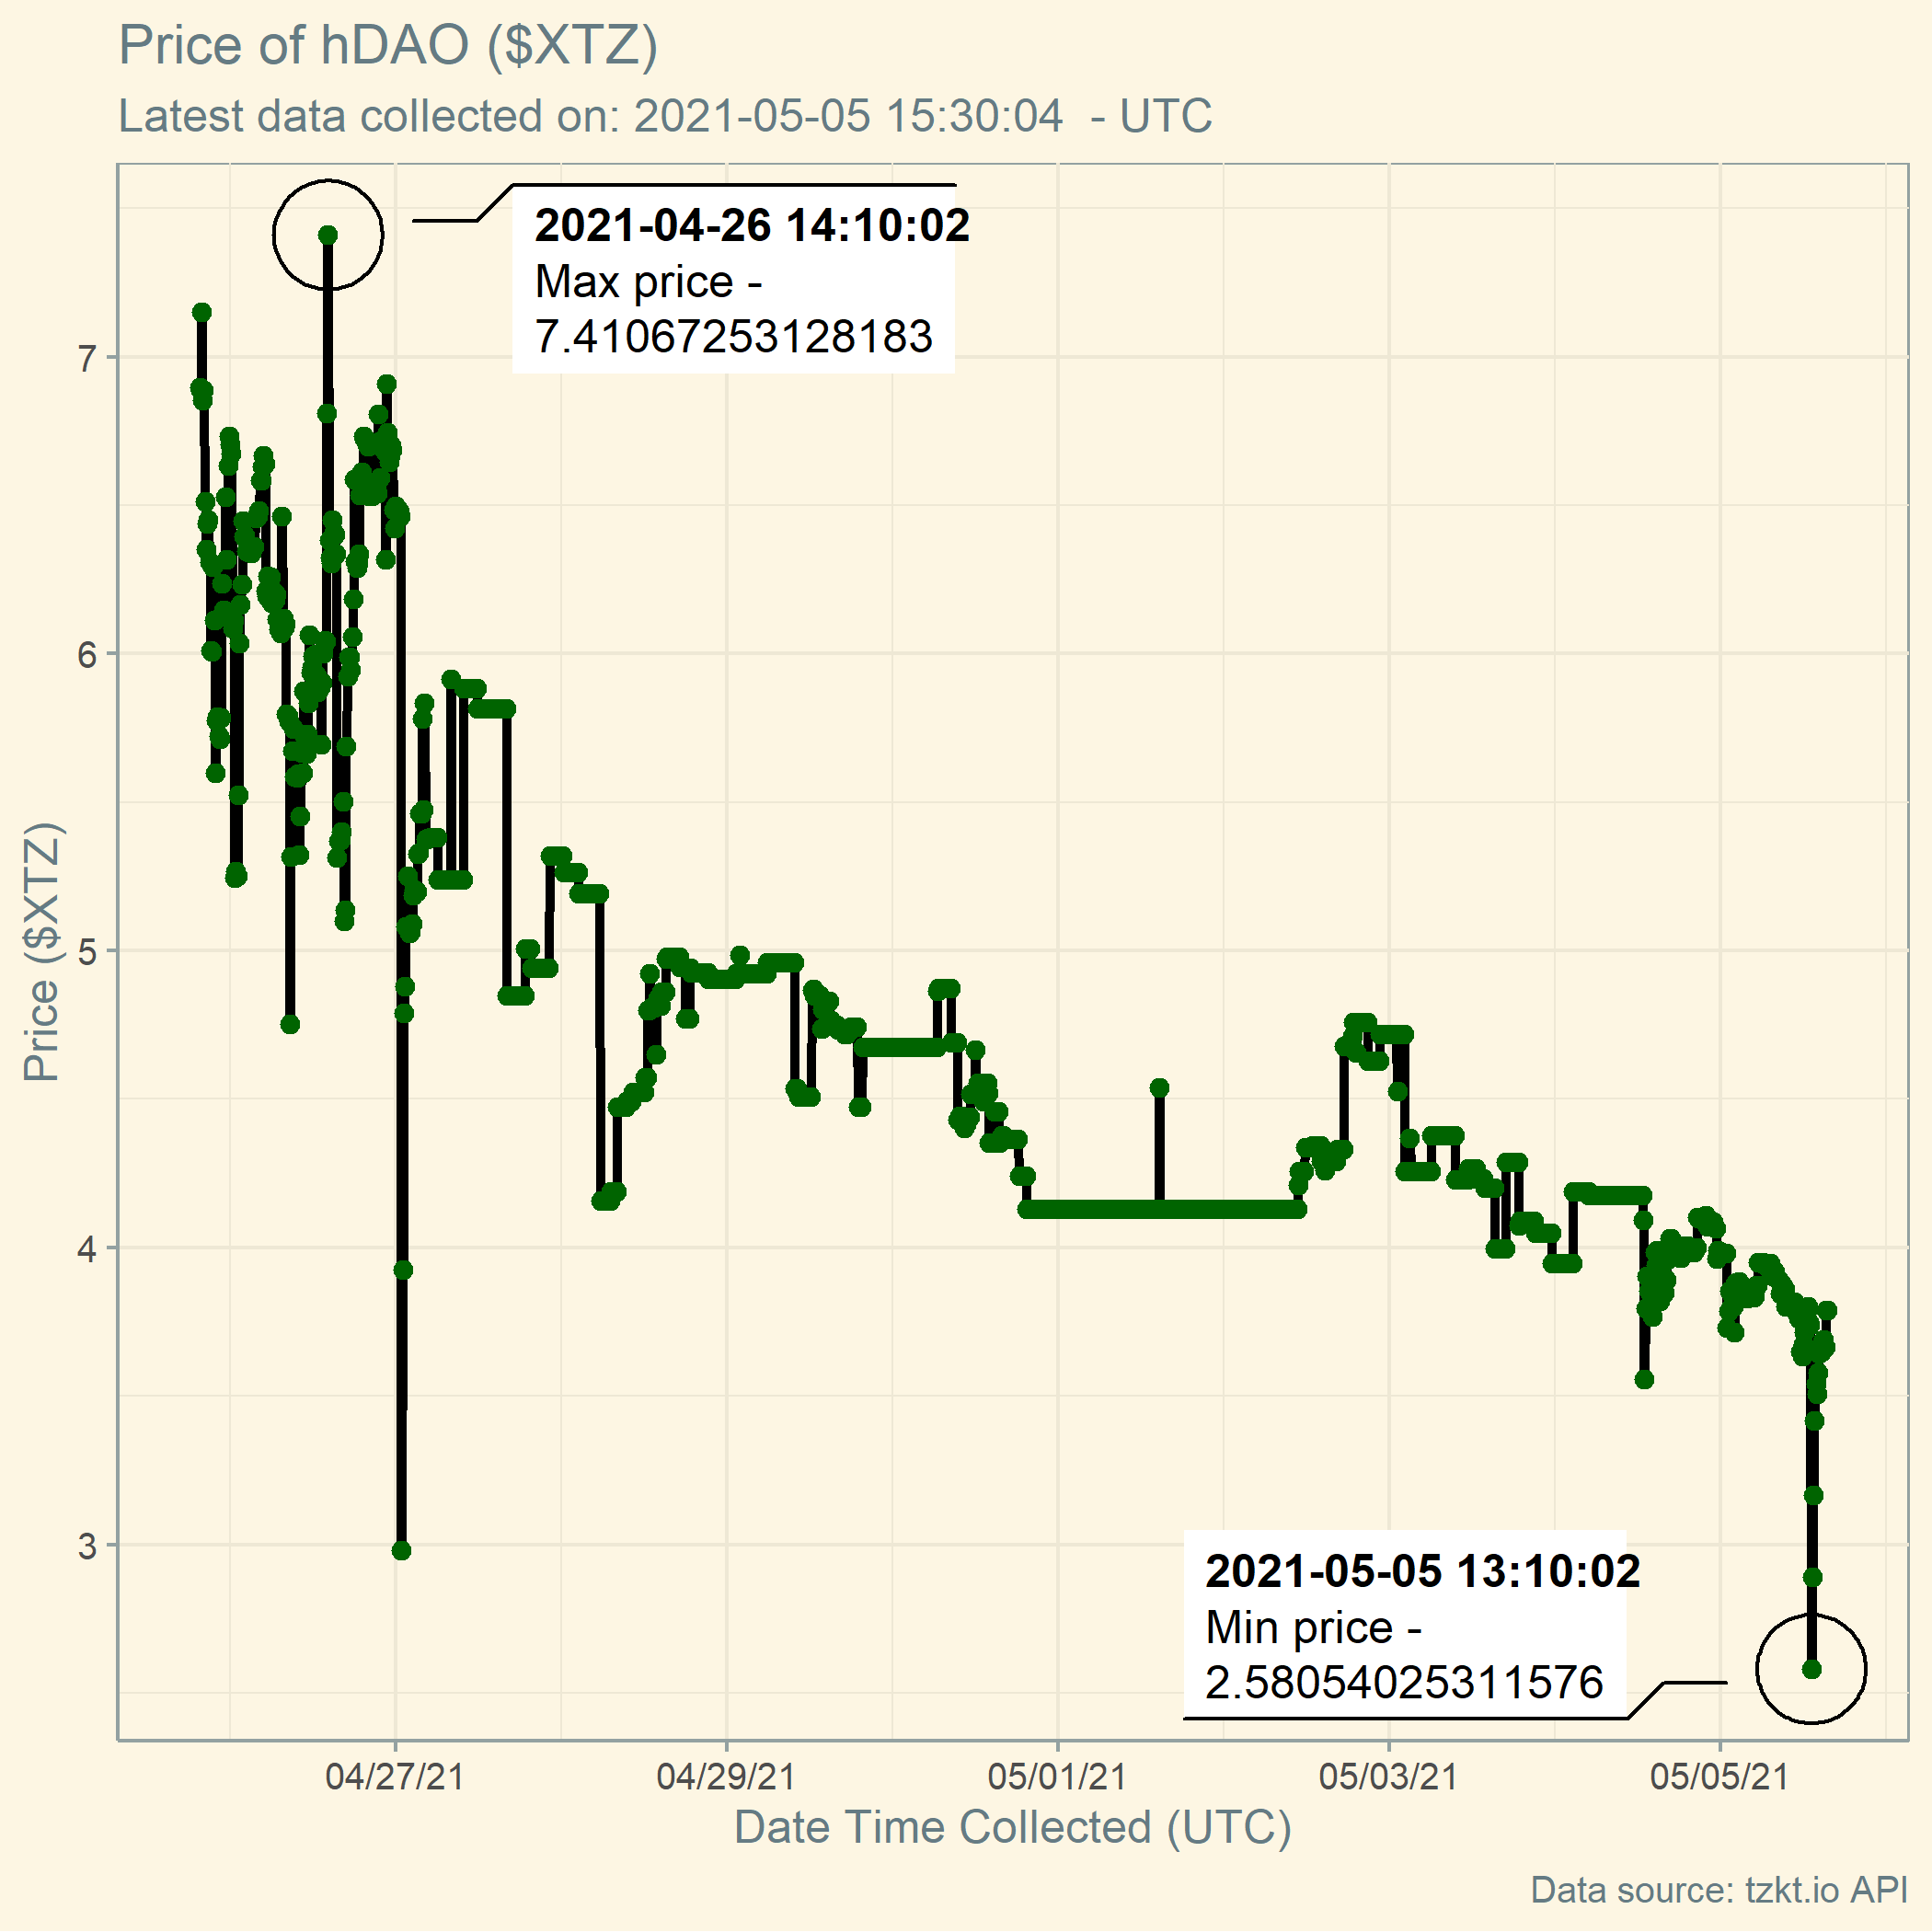 Price of hDAO ($XTZ)
Latest data collected on: 2021-05-05 15:30:04  - UTC
2021-04-26 14:10:02
Max price -
7.41067253128183
7
6
5
4
3
Price ($XTZ)
2021-05-05 13:10:02
Min price -
2.58054025311576
04/27/21
04/29/21
05/01/21
05/03/21
05/05/21
Date Time Collected (UTC)
Data source: tzkt.io API